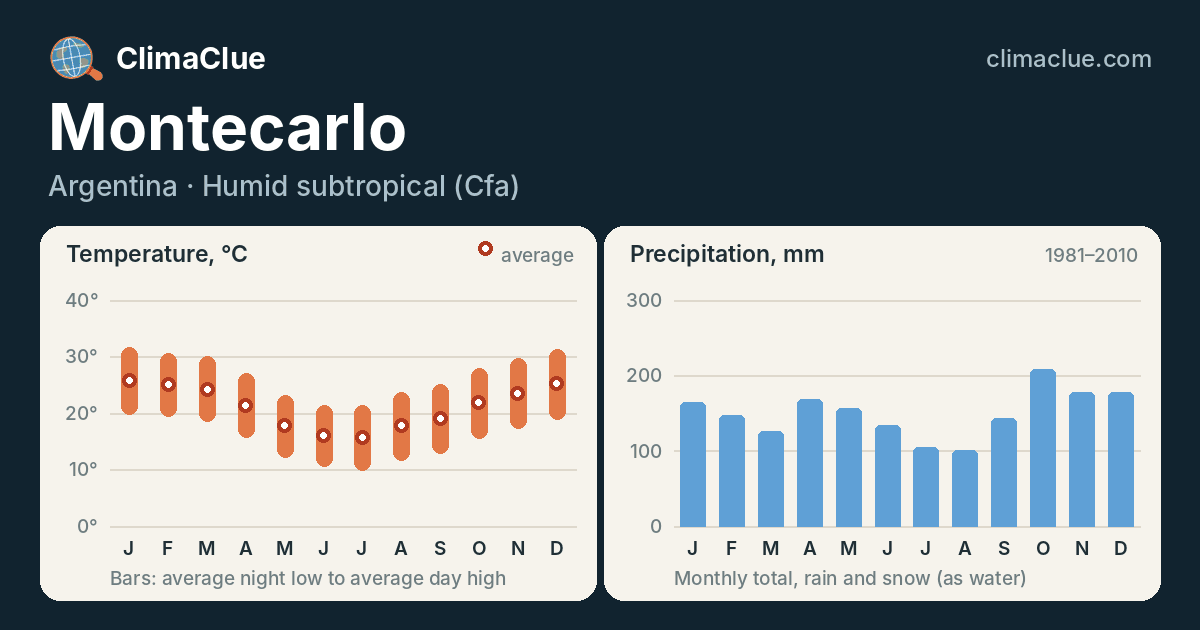 ClimaClue
climaclue.com
Montecarlo
Argentina · Humid subtropical (Cfa)
Temperature, °C
average
40°
30°
20°
10°
0°
J F M A M J J A S O N D
Bars: average night low to average day high
Precipitation, mm
1981–2010
300
200
100
0
J F M A M J J A S O N D
Monthly total, rain and snow (as water)